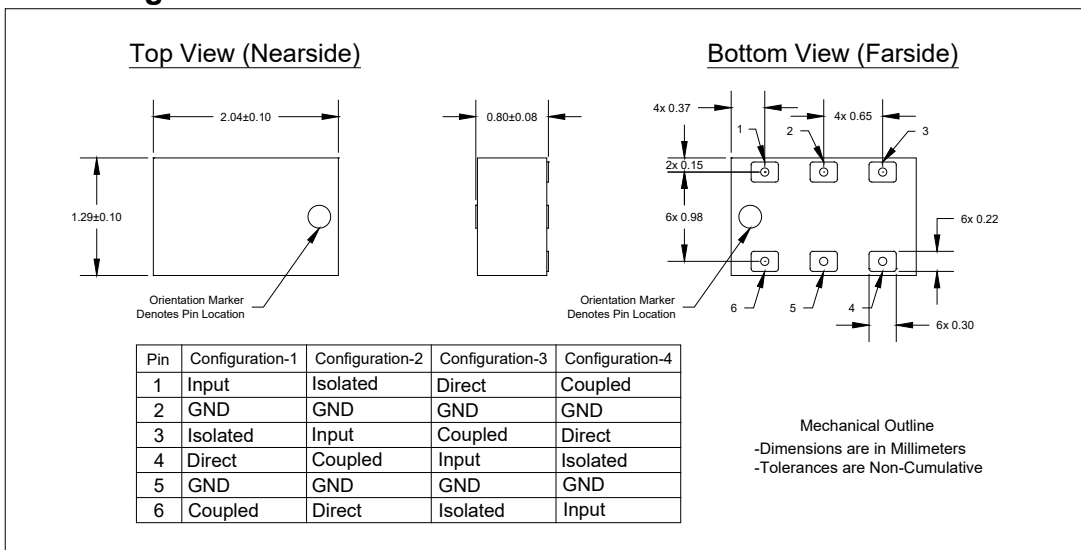 Top View (Nearside)
Bottom View (Farside)
2.04±0.10
0.80±0.08
4x 0.37
4x 0.65
1
2
3
2x 0.15
1.29±0.10
6x 0.98
6x 0.22
Orientation Marker
Denotes Pin Location
Orientation Marker
Denotes Pin Location
6
5
4
6x 0.30
Pin Configuration-1 Configuration-2 Configuration-3 Configuration-4
1 Input Isolated Direct Coupled
2 GND GND GND GND
3 Isolated Input Coupled Direct
4 Direct Coupled Input Isolated
5 GND GND GND GND
6 Coupled Direct Isolated Input
Mechanical Outline
-Dimensions are in Millimeters
-Tolerances are Non-Cumulative